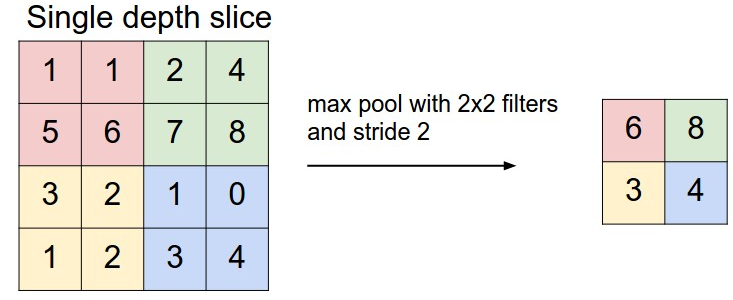 Single depth slice
1 1 2 4
5 6 7 8
3 2 1 0
1 2 3 4
max pool with 2x2 filters
and stride 2
6 8
3 4